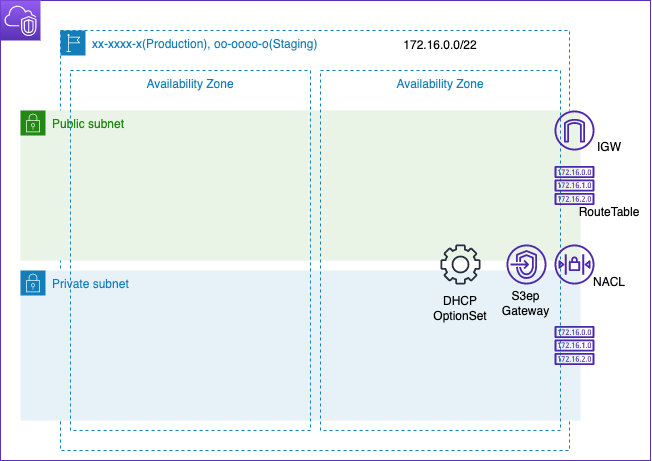 xx-xxxx-x(Production), oo-oooo-o(Staging)
172.16.0.0/22
Availability Zone
Availability Zone
Public subnet
IGW
172.16.0.0
172.16.1.0
172.16.2.0
RouteTable
Private subnet
DHCP
OptionSet
S3ep
Gateway
NACL
172.16.0.0
172.16.1.0
172.16.2.0